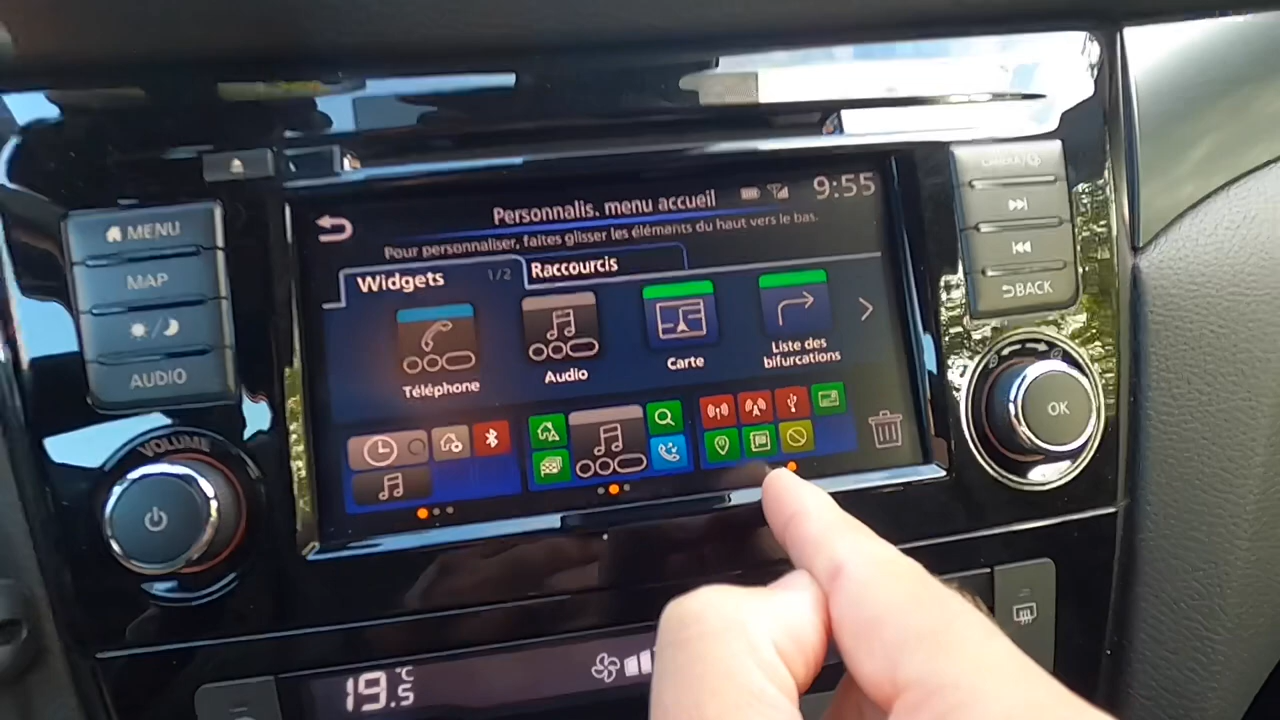 CAMERA/
MENU
MAP
AUDIO
VOLUME
Personnalis. menu accueil
9:55
Pour personnaliser, faites glisser les éléments du haut vers le bas.
Widgets 1/2
Raccourcis
Téléphone
Audio
Carte
Liste des
bifurcations
BACK
OK
19.5 °C